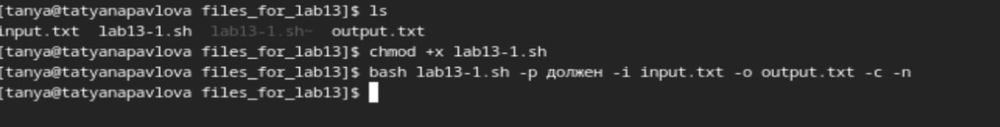 [tanya@tatyanapavlova files_for_lab13]$ ls
input.txt  lab13-1.sh  lab13-1.sh~  output.txt
[tanya@tatyanapavlova files_for_lab13]$ chmod +x lab13-1.sh
[tanya@tatyanapavlova files_for_lab13]$ bash lab13-1.sh -p должен -i input.txt -o output.txt -c -n
[tanya@tatyanapavlova files_for_lab13]$